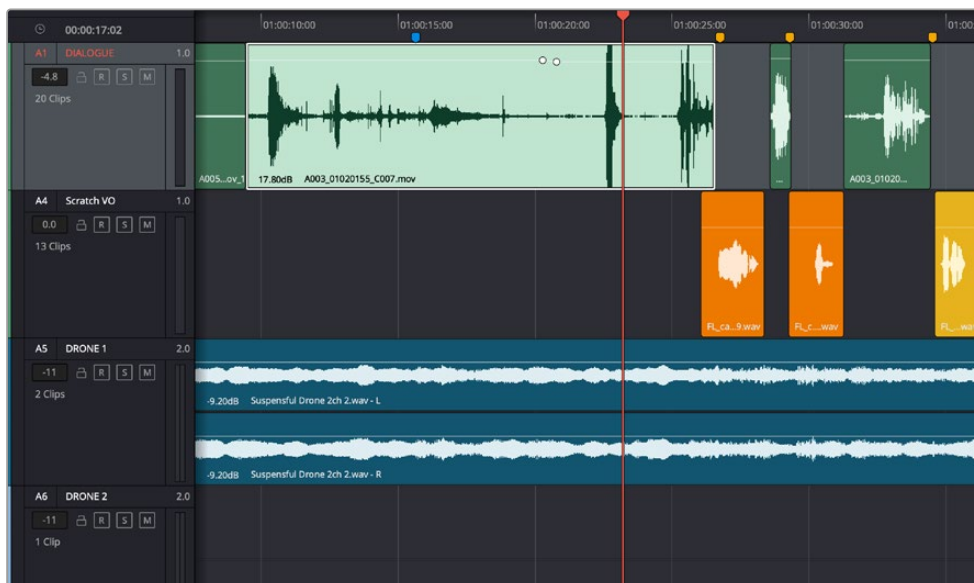 00:00:17:02
01:00:10:00 01:00:15:00 01:00:20:00 01:00:25:00 01:00:30:00 01:00
A1 DIALOGUE 1.0
-4.8 R S M
20 Clips
A005...ov_1
17.80dB A003_01020155_C007.mov
...
A003_01020...
A4 Scratch VO 1.0
0.0 R S M
13 Clips
FL_ca...9.wav
FL_c....wav
FL_...wav
A5 DRONE 1 2.0
-11 R S M
2 Clips
-9.20dB Suspensful Drone 2ch 2.wav - L
-9.20dB Suspensful Drone 2ch 2.wav - R
A6 DRONE 2 2.0
-11 R S M
1 Clip